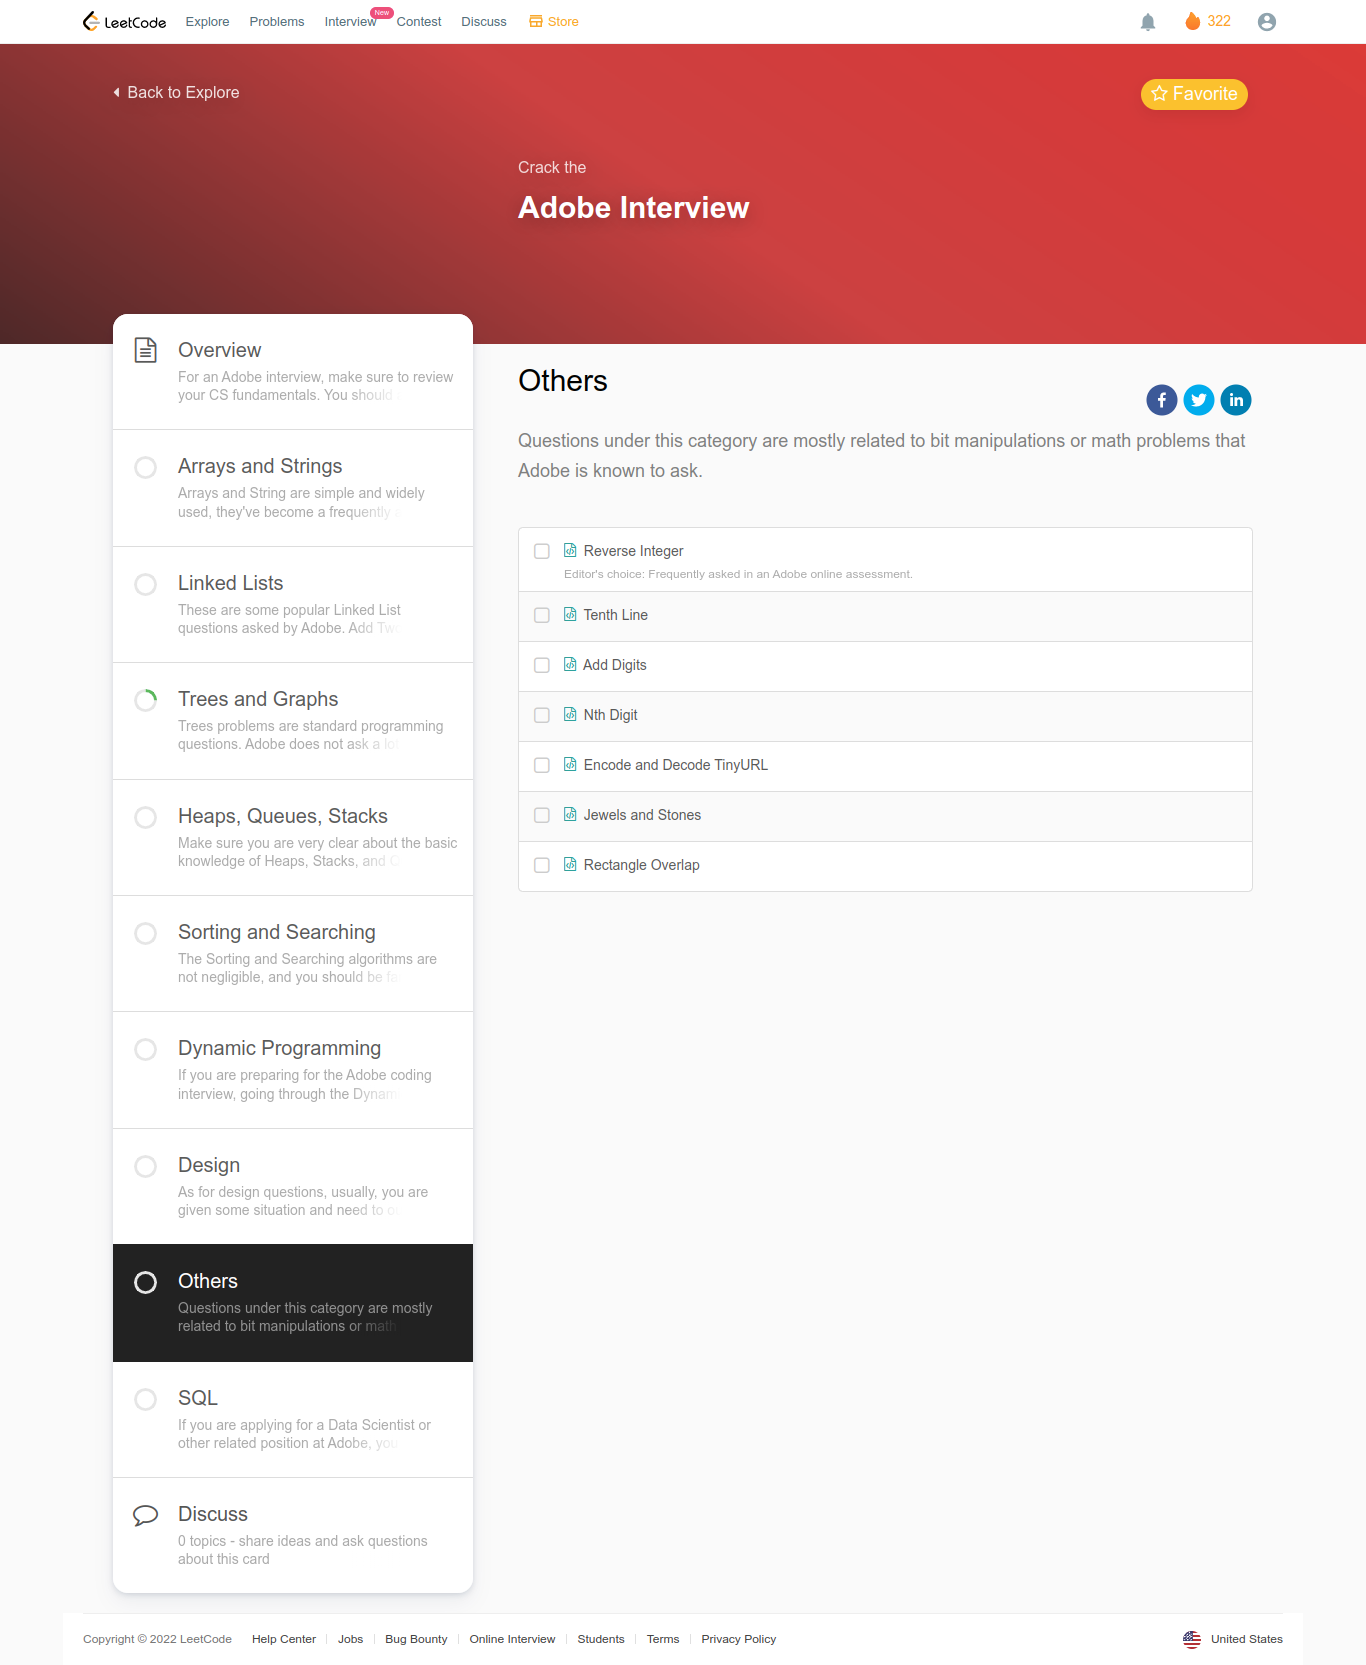 LeetCode Explore Problems Interview New Contest Discuss Store 322
Back to Explore
Favorite
Crack the
Adobe Interview
Overview
For an Adobe interview, make sure to review
your CS fundamentals. You should
Arrays and Strings
Arrays and String are simple and widely
used, they've become a frequently
Linked Lists
These are some popular Linked List
questions asked by Adobe. Add Two
Trees and Graphs
Trees problems are standard programming
questions. Adobe does not ask a lot
Heaps, Queues, Stacks
Make sure you are very clear about the basic
knowledge of Heaps, Stacks, and
Sorting and Searching
The Sorting and Searching algorithms are
not negligible, and you should be
Dynamic Programming
If you are preparing for the Adobe coding
interview, going through the
Design
As for design questions, usually, you are
given some situation and need to
Others
Questions under this category are mostly
related to bit manipulations or math
SQL
If you are applying for a Data Scientist or
other related position at Adobe, you
Discuss
0 topics - share ideas and ask questions
about this card
Others
Questions under this category are mostly related to bit manipulations or math problems that
Adobe is known to ask.
Reverse Integer
Editor's choice: Frequently asked in an Adobe online assessment.
Tenth Line
Add Digits
Nth Digit
Encode and Decode TinyURL
Jewels and Stones
Rectangle Overlap
Copyright © 2022 LeetCode Help Center Jobs Bug Bounty Online Interview Students Terms Privacy Policy United States